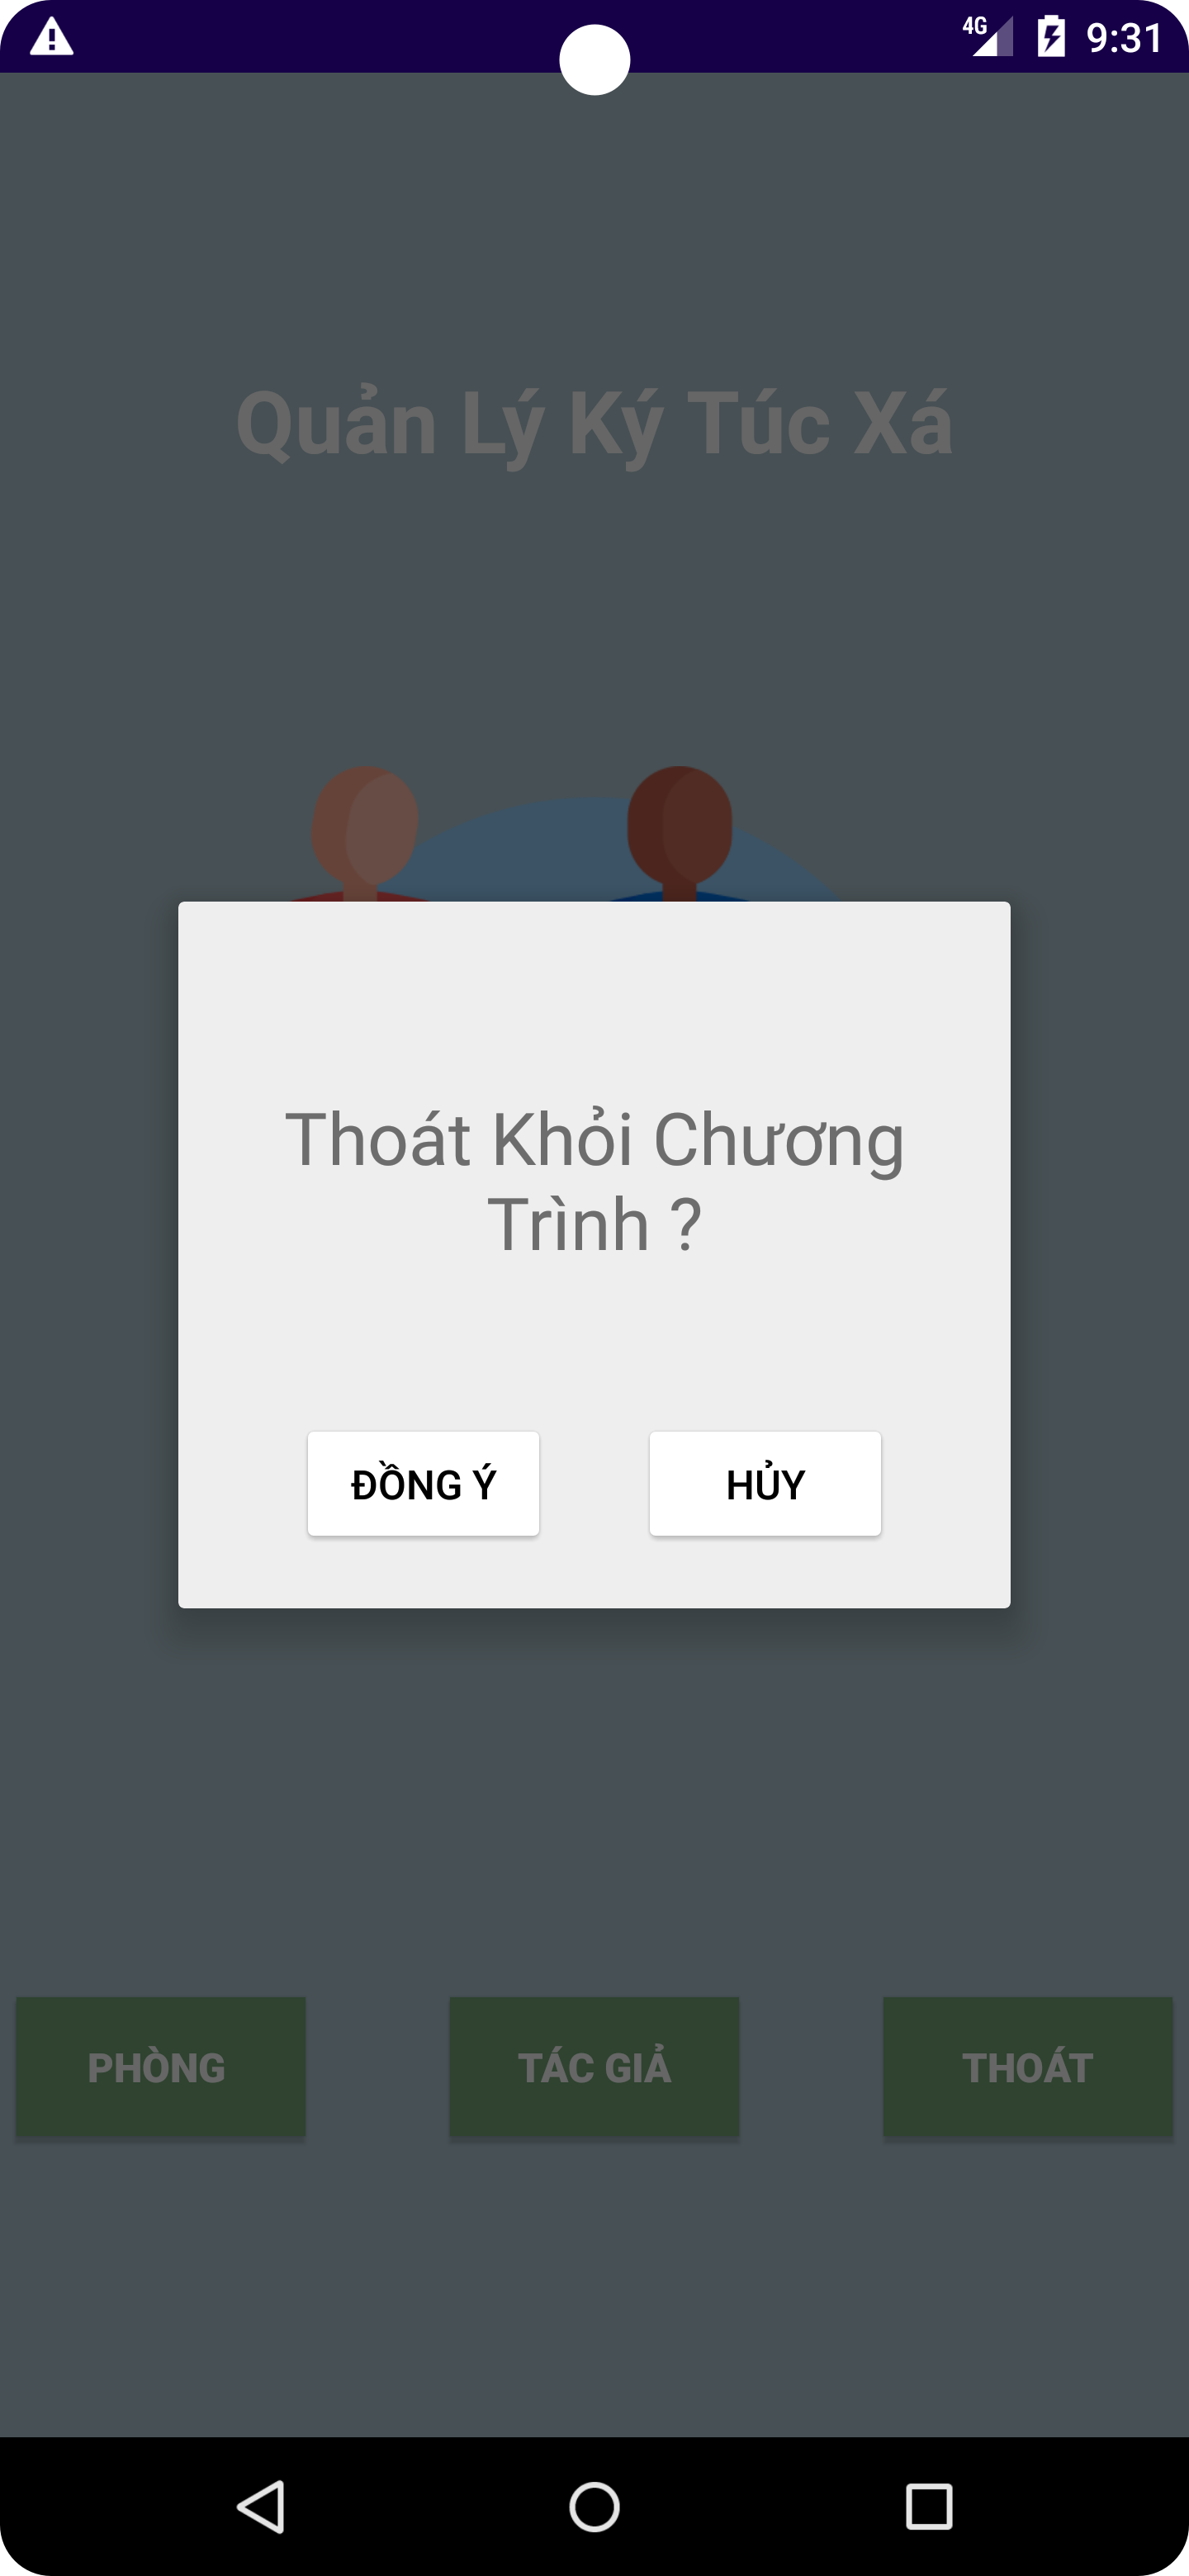 4G 9:31
Quản Lý Ký Túc Xá
Thoát Khỏi Chương
Trình ?
ĐỒNG Ý HỦY
PHÒNG TÁC GIẢ THOÁT